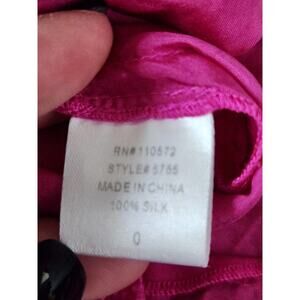 RN# 110572
STYLE# 5755
MADE IN CHINA
100% SILK
0